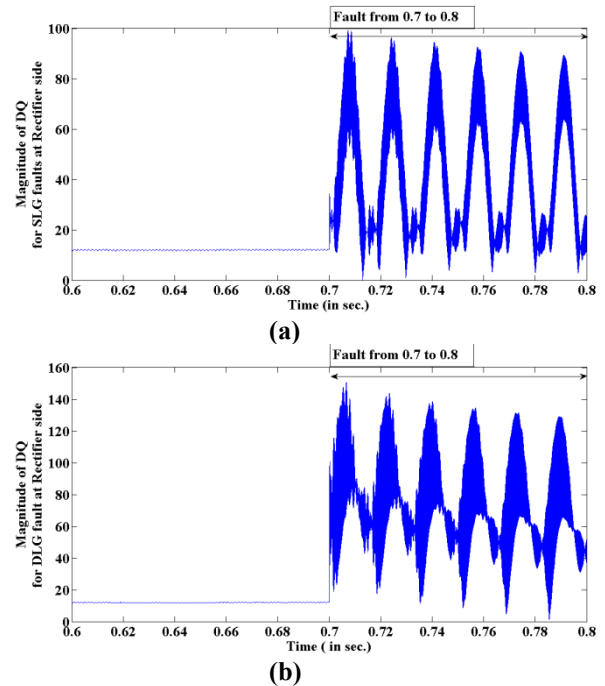 Fault from 0.7 to 0.8
Magnitude of DQ
for SLG faults at Rectifier side
100
80
60
40
20
0
0.6 0.62 0.64 0.66 0.68 0.7 0.72 0.74 0.76 0.78 0.8
Time (in sec.)
(a)
Fault from 0.7 to 0.8
Magnitude of DQ
for DLG fault at Rectifier side
160
140
120
100
80
60
40
20
0
0.6 0.62 0.64 0.66 0.68 0.7 0.72 0.74 0.76 0.78 0.8
Time ( in sec.)
(b)